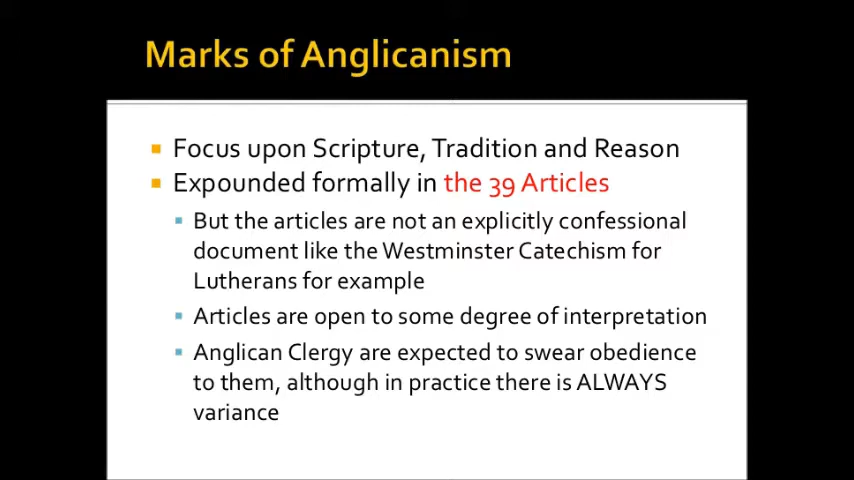 Marks of Anglicanism
Focus upon Scripture, Tradition and Reason
Expounded formally in the 39 Articles
But the articles are not an explicitly confessional
document like the Westminster Catechism for
Lutherans for example
Articles are open to some degree of interpretation
Anglican Clergy are expected to swear obedience
to them, although in practice there is ALWAYS
variance